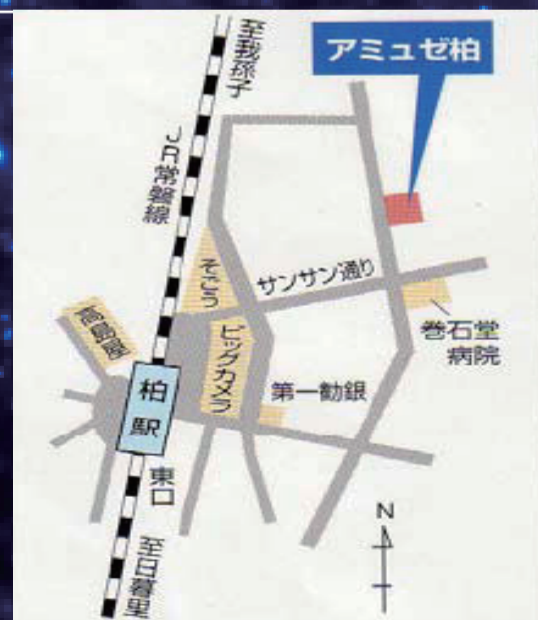 至我孫子
アミュゼ柏
JR常磐線
そごう
サンサン通り
高島屋
ビッグカメラ
巻石堂
病院
柏駅
第一勧銀
東口
N
至日暮里